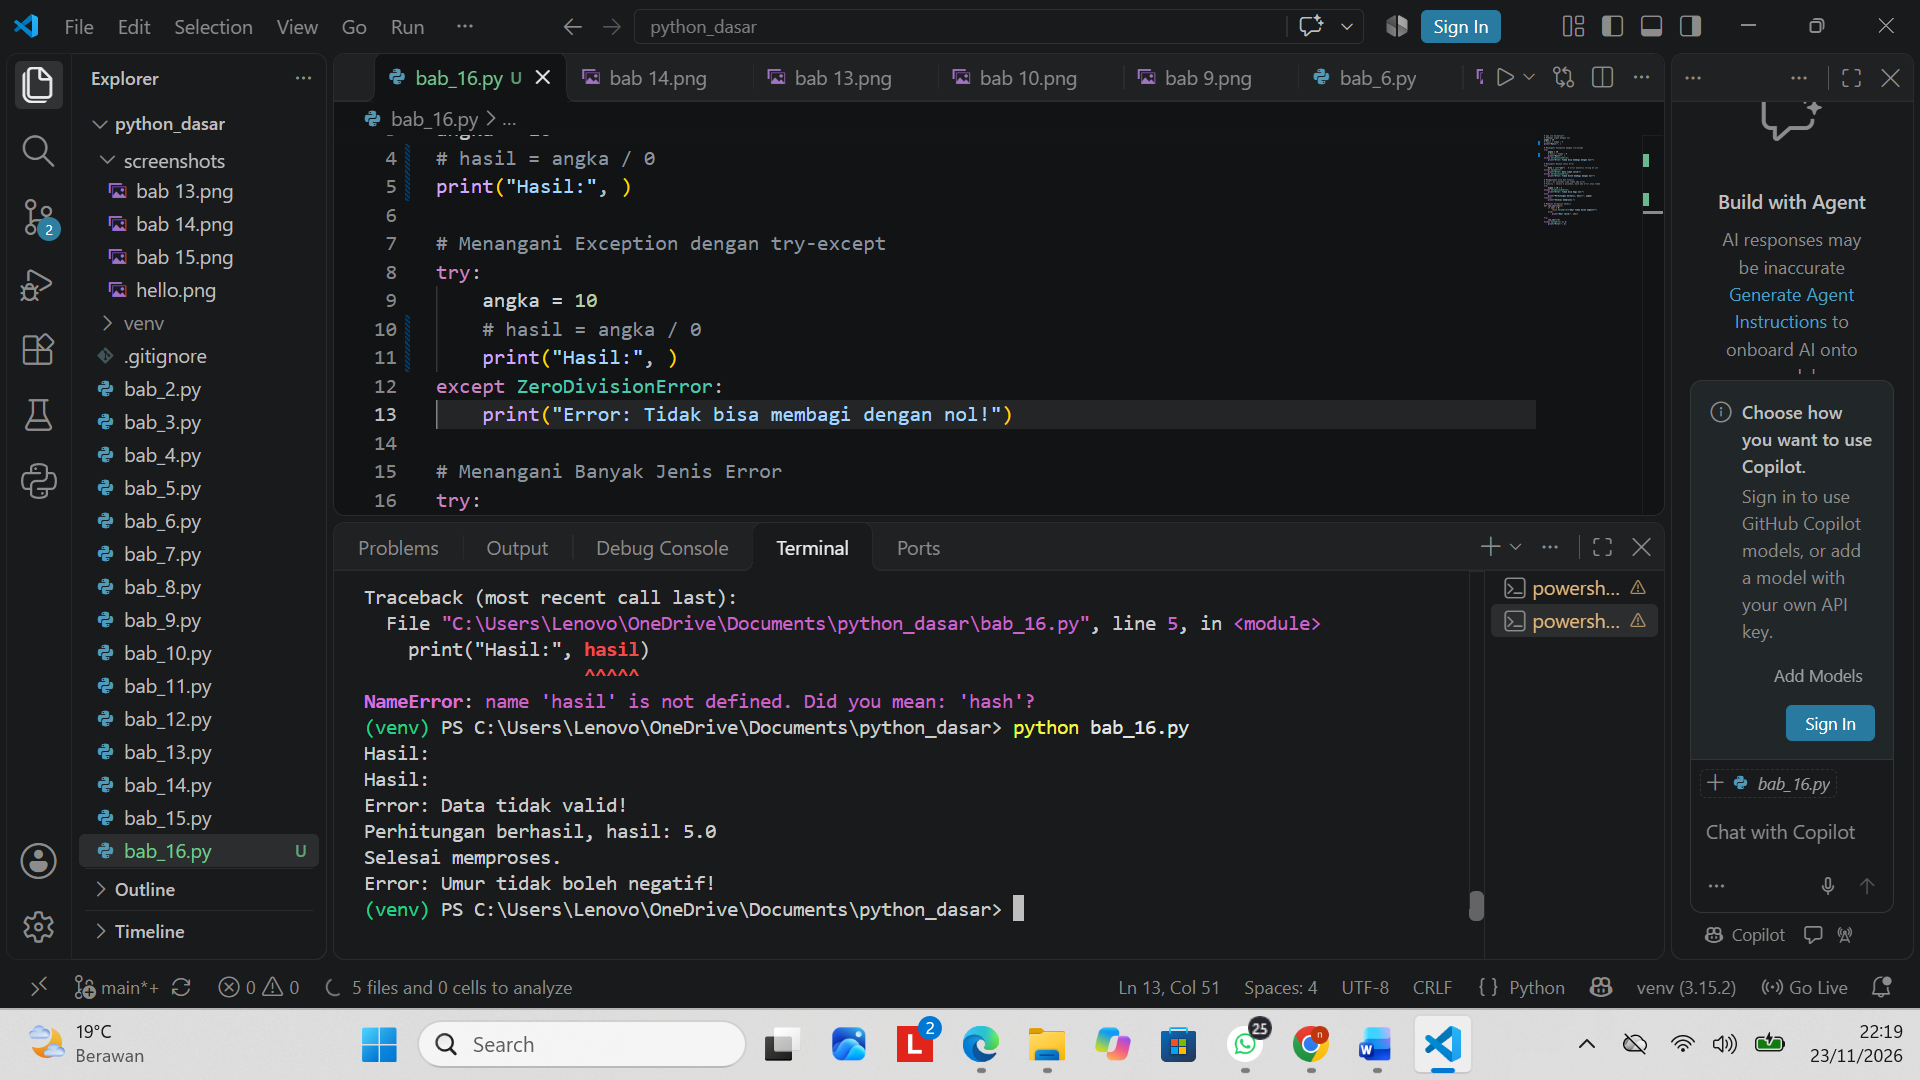 File Edit Selection View Go Run ... python_dasar Sign In
Explorer
python_dasar
screenshots
bab 13.png
bab 14.png
bab 15.png
hello.png
venv
.gitignore
bab_2.py
bab_3.py
bab_4.py
bab_5.py
bab_6.py
bab_7.py
bab_8.py
bab_9.py
bab_10.py
bab_11.py
bab_12.py
bab_13.py
bab_14.py
bab_15.py
bab_16.py U
Outline
Timeline
bab_16.py U bab 14.png bab 13.png bab 10.png bab 9.png bab_6.py
bab_16.py > ...
4 # hasil = angka / 0
5 print("Hasil:", )
6
7 # Menangani Exception dengan try-except
8 try:
9 angka = 10
10 # hasil = angka / 0
11 print("Hasil:", )
12 except ZeroDivisionError:
13 print("Error: Tidak bisa membagi dengan nol!")
14
15 # Menangani Banyak Jenis Error
16 try:
Problems Output Debug Console Terminal Ports
Traceback (most recent call last):
File "C:\Users\Lenovo\OneDrive\Documents\python_dasar\bab_16.py", line 5, in <module>
print("Hasil:", hasil)
^^^^^
NameError: name 'hasil' is not defined. Did you mean: 'hash'?
(venv) PS C:\Users\Lenovo\OneDrive\Documents\python_dasar> python bab_16.py
Hasil:
Hasil:
Error: Data tidak valid!
Perhitungan berhasil, hasil: 5.0
Selesai memproses.
Error: Umur tidak boleh negatif!
(venv) PS C:\Users\Lenovo\OneDrive\Documents\python_dasar>
powersh...
powersh...
Build with Agent
AI responses may
be inaccurate
Generate Agent
Instructions to
onboard AI onto
Choose how
you want to use
Copilot.
Sign in to use
GitHub Copilot
models, or add
a model with
your own API
key.
Add Models
Sign In
bab_16.py
Chat with Copilot
Copilot
2
main*+ 0 0 5 files and 0 cells to analyze Ln 13, Col 51 Spaces: 4 UTF-8 CRLF { } Python venv (3.15.2) Go Live
19°C
Berawan
Search
L 2
25
n
W
22:19
23/11/2026